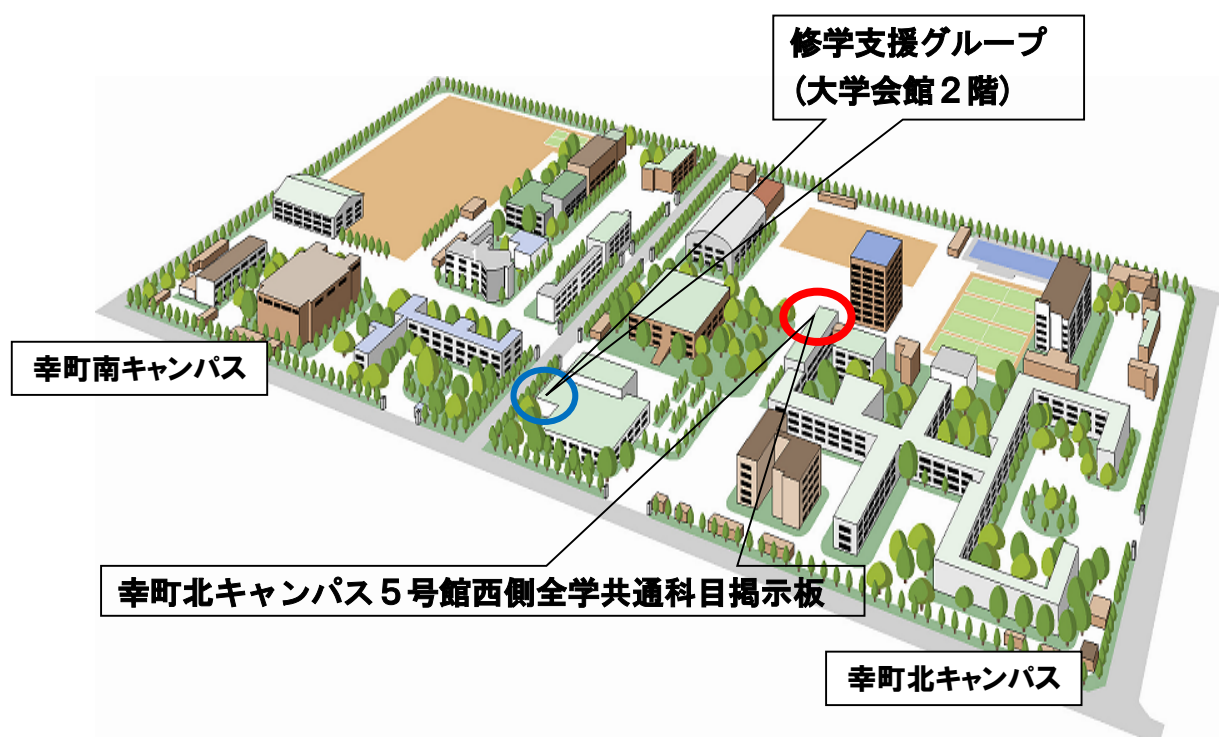 修学支援グループ
(大学会館２階)
幸町南キャンパス
幸町北キャンパス５号館西側全学共通科目掲示板
幸町北キャンパス